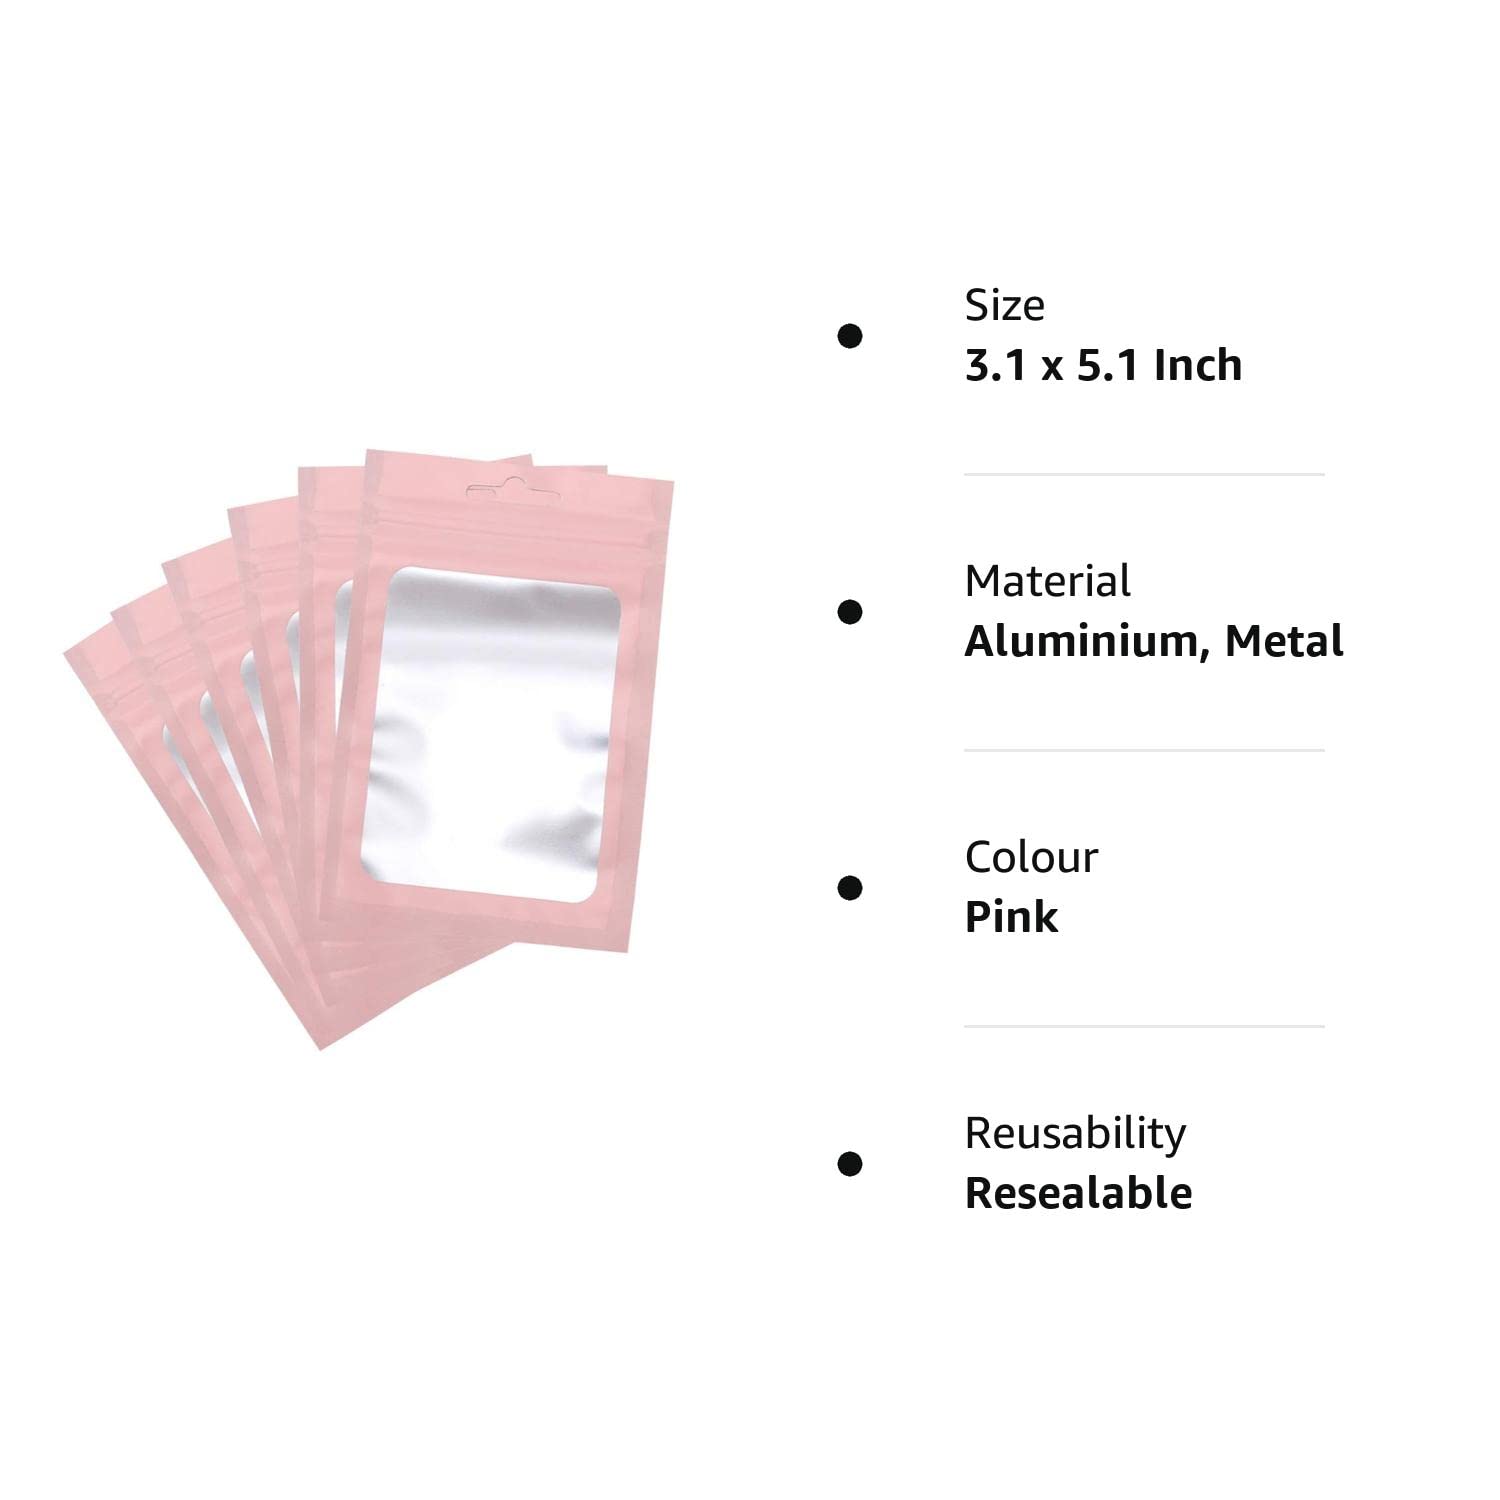 Size
3.1 x 5.1 Inch
Material
Aluminium, Metal
Colour
Pink
Reusability
Resealable